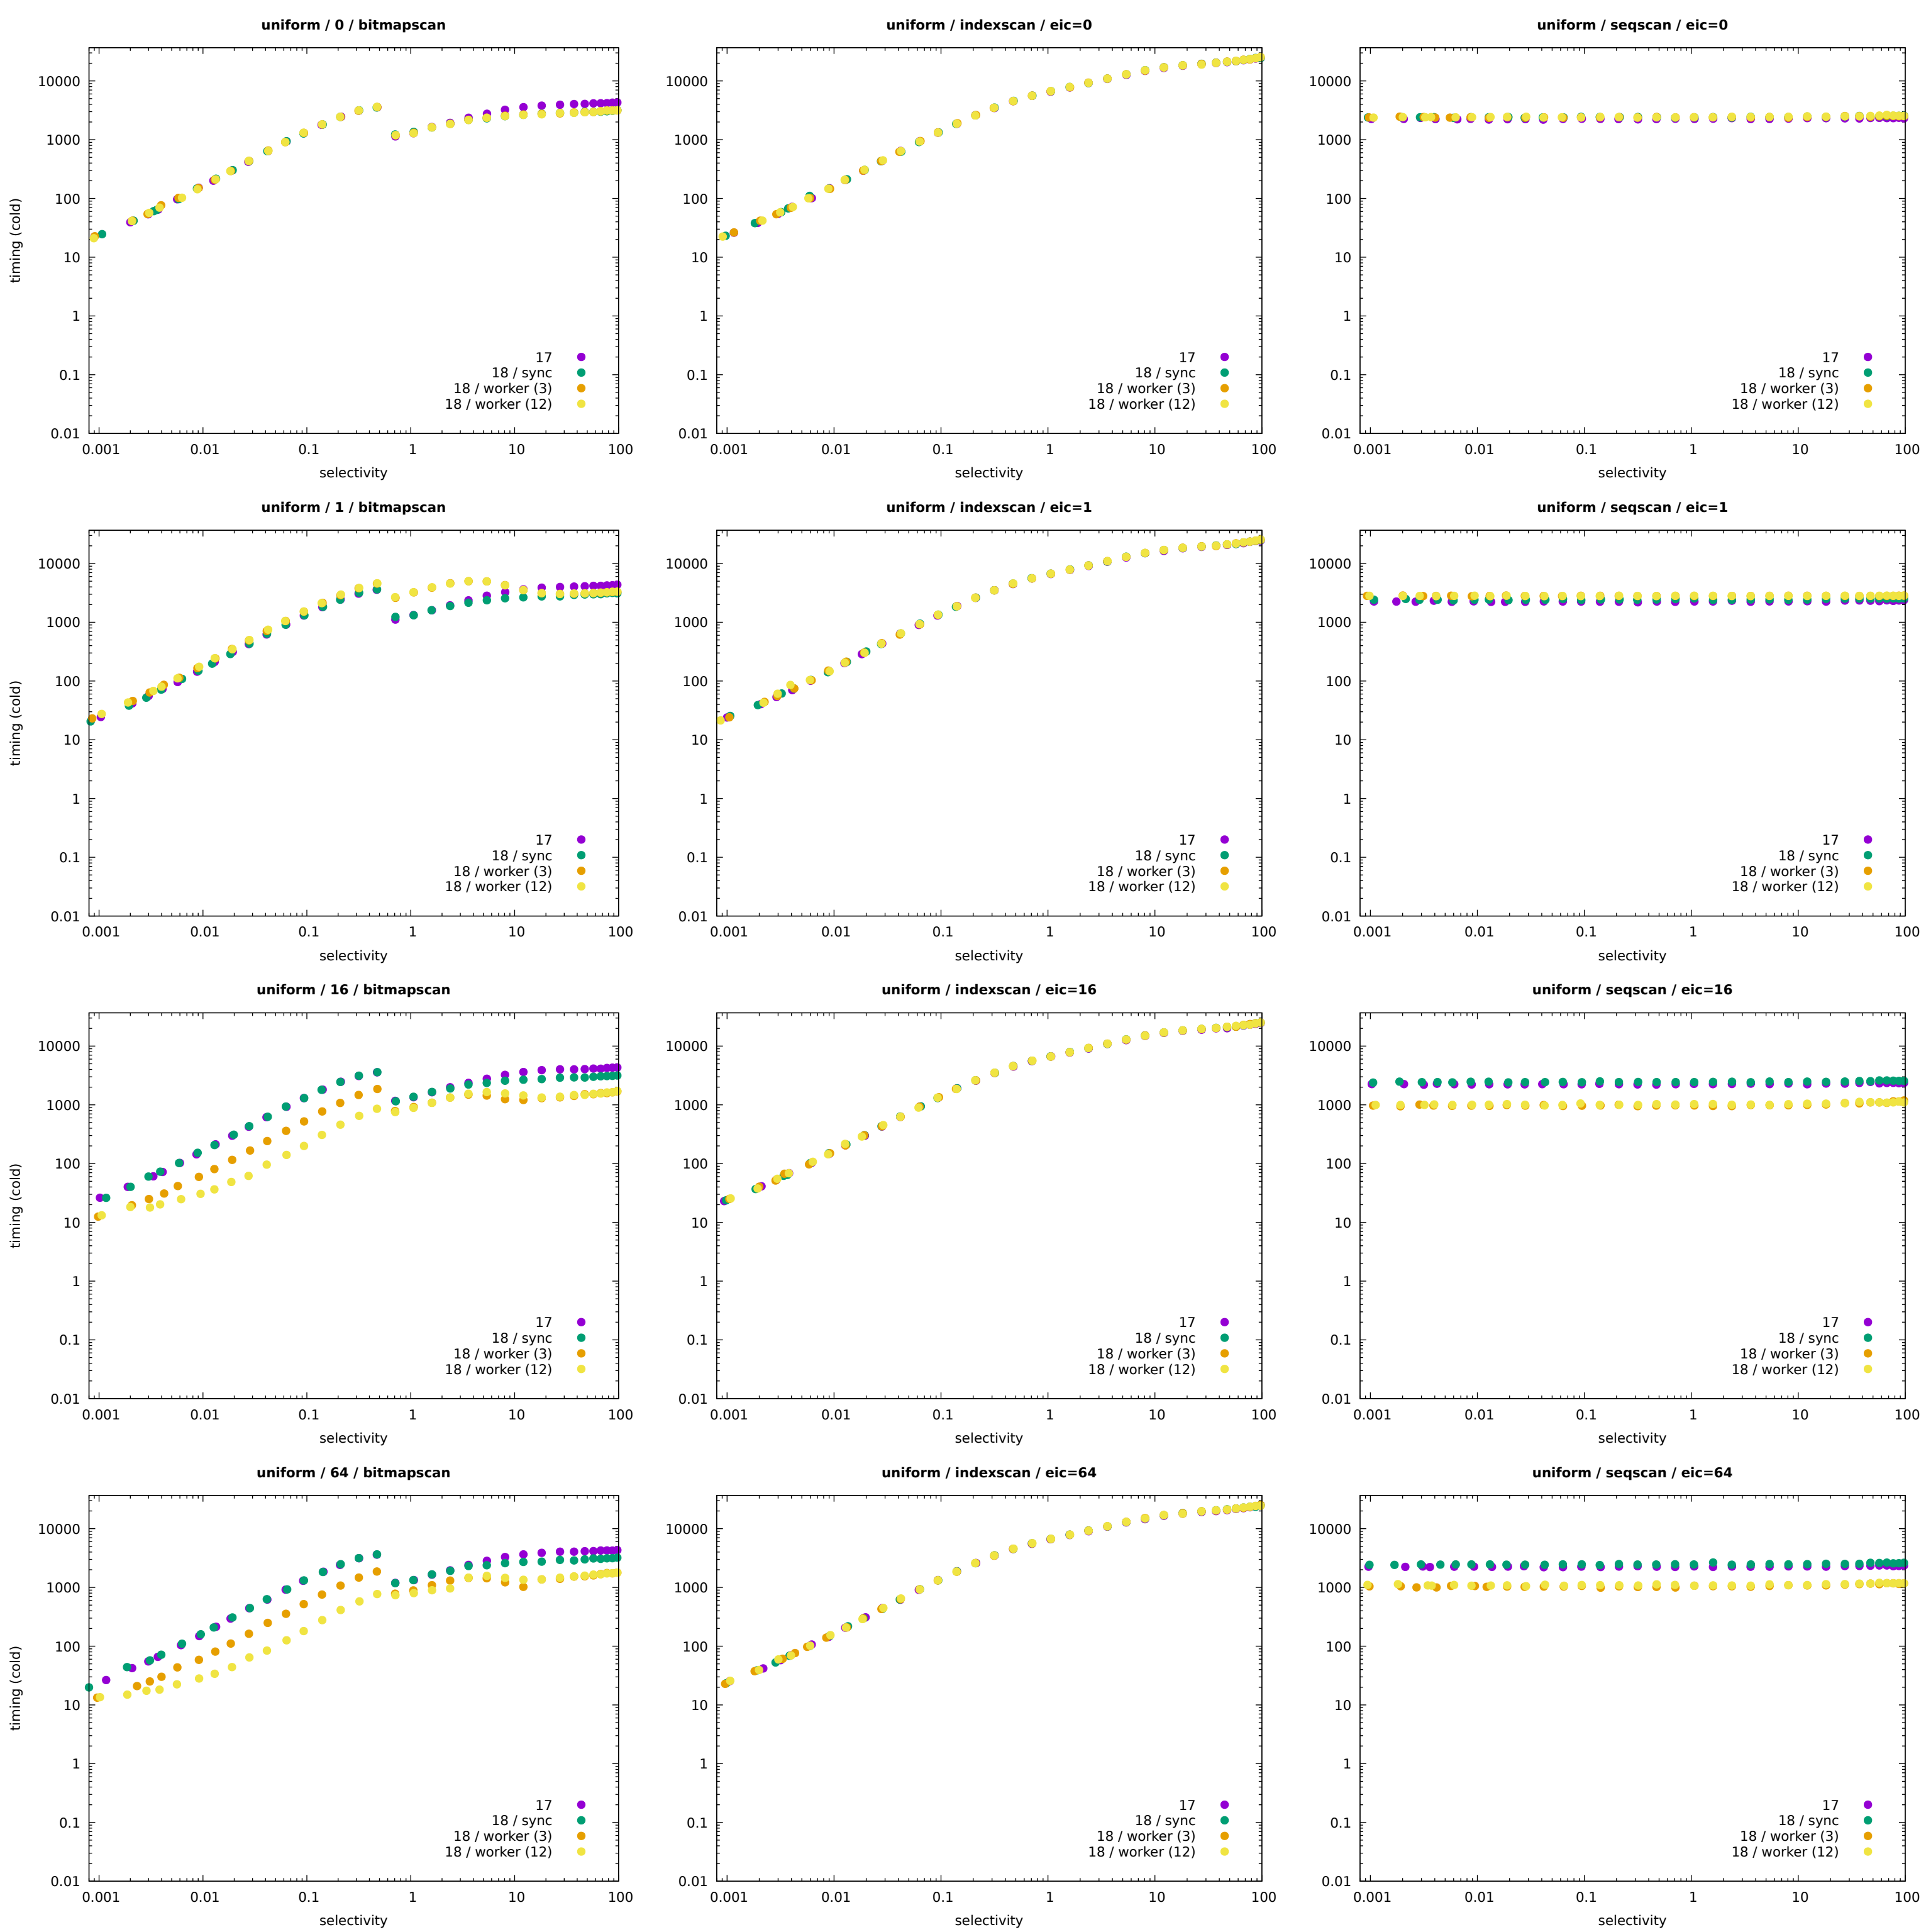 uniform / 0 / bitmapscan
timing (cold)
10000
1000
100
10
1
0.1
0.01
17
18 / sync
18 / worker (3)
18 / worker (12)
0.001 0.01 0.1 1 10 100
selectivity
uniform / indexscan / eic=0
10000
1000
100
10
1
0.1
0.01
17
18 / sync
18 / worker (3)
18 / worker (12)
0.001 0.01 0.1 1 10 100
selectivity
uniform / seqscan / eic=0
10000
1000
100
10
1
0.1
0.01
17
18 / sync
18 / worker (3)
18 / worker (12)
0.001 0.01 0.1 1 10 100
selectivity
uniform / 1 / bitmapscan
timing (cold)
10000
1000
100
10
1
0.1
0.01
17
18 / sync
18 / worker (3)
18 / worker (12)
0.001 0.01 0.1 1 10 100
selectivity
uniform / indexscan / eic=1
10000
1000
100
10
1
0.1
0.01
17
18 / sync
18 / worker (3)
18 / worker (12)
0.001 0.01 0.1 1 10 100
selectivity
uniform / seqscan / eic=1
10000
1000
100
10
1
0.1
0.01
17
18 / sync
18 / worker (3)
18 / worker (12)
0.001 0.01 0.1 1 10 100
selectivity
uniform / 16 / bitmapscan
timing (cold)
10000
1000
100
10
1
0.1
0.01
17
18 / sync
18 / worker (3)
18 / worker (12)
0.001 0.01 0.1 1 10 100
selectivity
uniform / indexscan / eic=16
10000
1000
100
10
1
0.1
0.01
17
18 / sync
18 / worker (3)
18 / worker (12)
0.001 0.01 0.1 1 10 100
selectivity
uniform / seqscan / eic=16
10000
1000
100
10
1
0.1
0.01
17
18 / sync
18 / worker (3)
18 / worker (12)
0.001 0.01 0.1 1 10 100
selectivity
uniform / 64 / bitmapscan
timing (cold)
10000
1000
100
10
1
0.1
0.01
17
18 / sync
18 / worker (3)
18 / worker (12)
0.001 0.01 0.1 1 10 100
selectivity
uniform / indexscan / eic=64
10000
1000
100
10
1
0.1
0.01
17
18 / sync
18 / worker (3)
18 / worker (12)
0.001 0.01 0.1 1 10 100
selectivity
uniform / seqscan / eic=64
10000
1000
100
10
1
0.1
0.01
17
18 / sync
18 / worker (3)
18 / worker (12)
0.001 0.01 0.1 1 10 100
selectivity